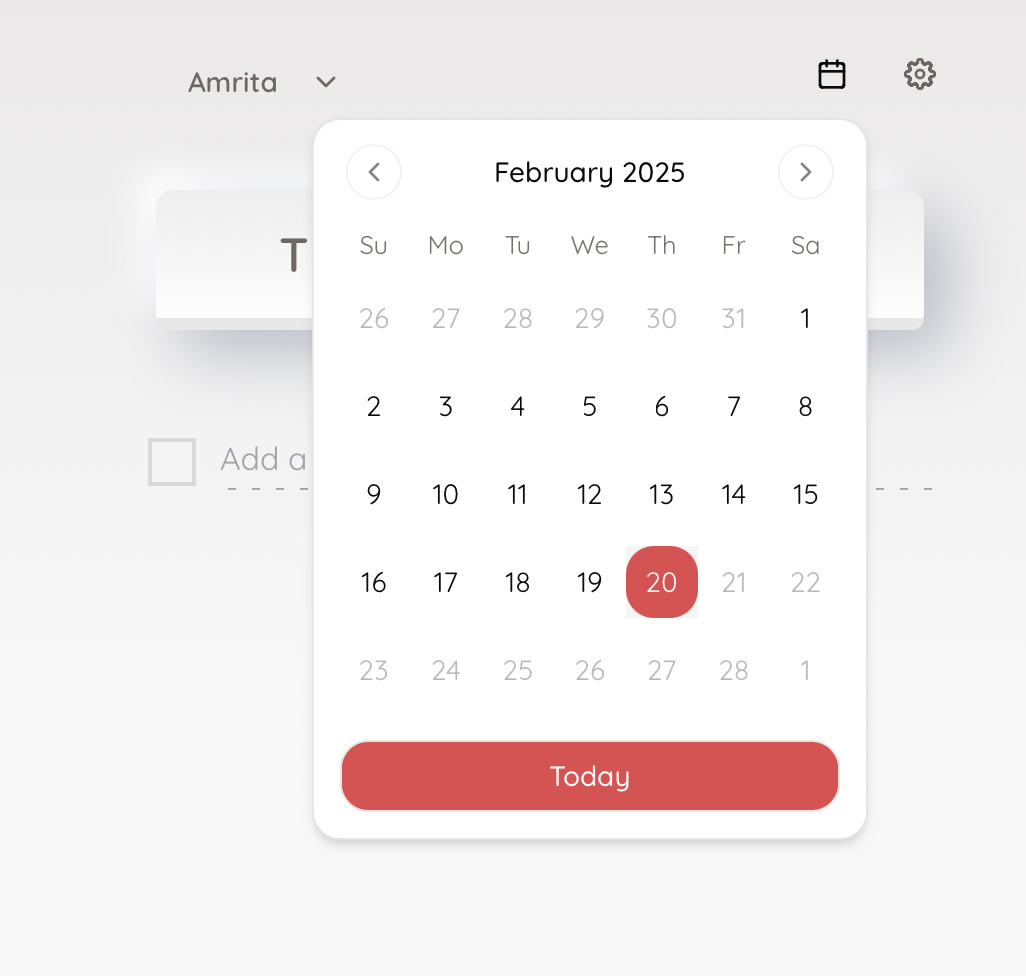 Amrita
February 2025
Su Mo Tu We Th Fr Sa
26 27 28 29 30 31 1
2 3 4 5 6 7 8
9 10 11 12 13 14 15
16 17 18 19 20 21 22
23 24 25 26 27 28 1
Today
T
Add a